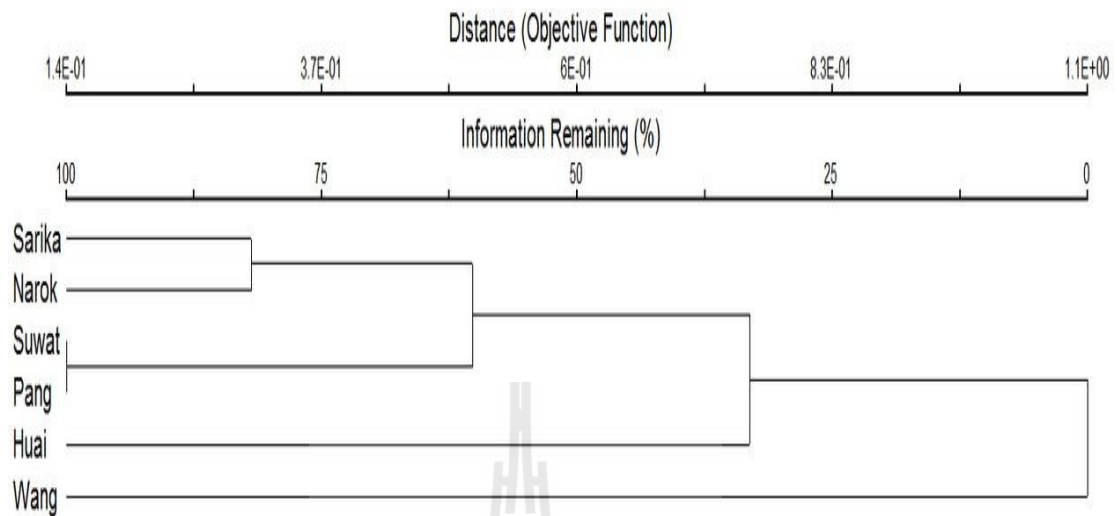 Distance (Objective Function)
1.4E-01 3.7E-01 6E-01 8.3E-01 1.1E+00
Information Remaining (%)
100 75 50 25 0
Sarika
Narok
Suwat
Pang
Huai
Wang